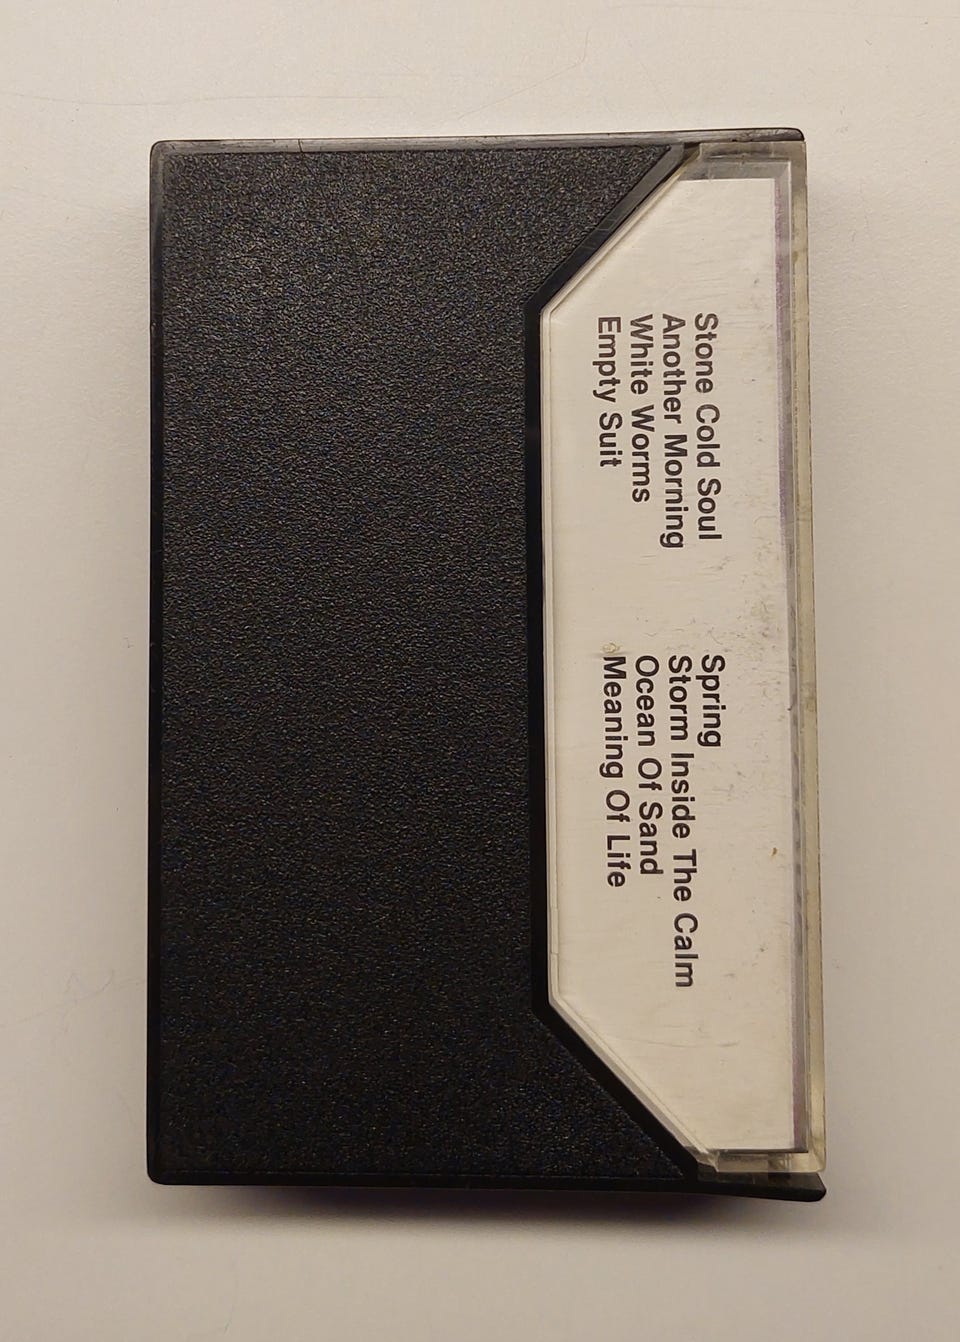 Stone Cold Soul
Another Morning
White Worms
Empty Suit
Spring
Storm Inside The Calm
Ocean Of Sand
Meaning Of Life